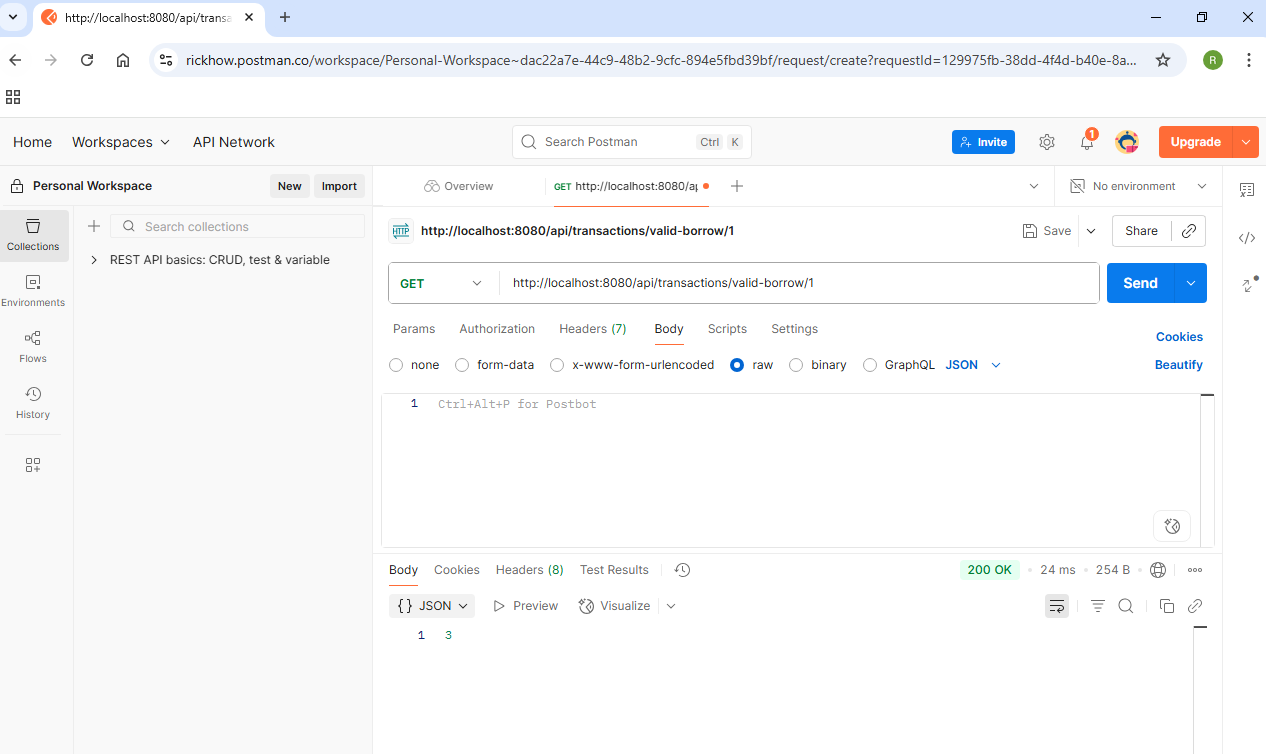 http://localhost:8080/api/transa
rickhow.postman.co/workspace/Personal-Workspace~dac22a7e-44c9-48b2-9cfc-894e5fbd39bf/request/create?requestId=129975fb-38dd-4f4d-b40e-8a...
R
Home Workspaces API Network
Search Postman Ctrl K
Invite
1
Upgrade
Personal Workspace New Import
Overview
GET http://localhost:8080/a
No environment
Collections
Search collections
REST API basics: CRUD, test & variable
Environments
Flows
History
HTTP http://localhost:8080/api/transactions/valid-borrow/1
Save Share
GET http://localhost:8080/api/transactions/valid-borrow/1 Send
Params Authorization Headers (7) Body Scripts Settings Cookies
none form-data x-www-form-urlencoded raw binary GraphQL JSON Beautify
1 Ctrl+Alt+P for Postbot
Body Cookies Headers (8) Test Results 200 OK • 24 ms • 254 B •
{} JSON Preview Visualize
1 3